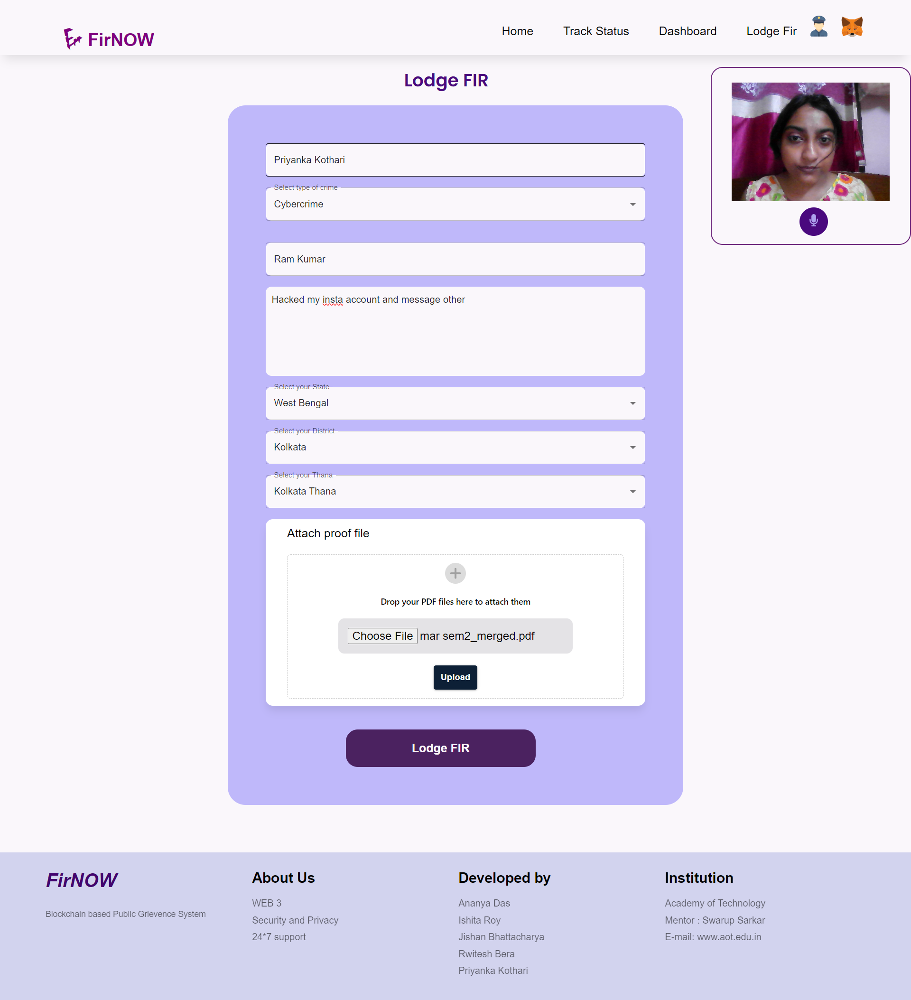 FirNOW
Home
Track Status
Dashboard
Lodge Fir
Lodge FIR
Priyanka Kothari
Select type of crime
Cybercrime
Ram Kumar
Hacked my insta account and message other
Select your State
West Bengal
Select your District
Kolkata
Select your Thana
Kolkata Thana
Attach proof file
Drop your PDF files here to attach them
Choose File mar sem2_merged.pdf
Upload
Lodge FIR
FirNOW
Blockchain based Public Grievence System
About Us
WEB 3
Security and Privacy
24*7 support
Developed by
Ananya Das
Ishita Roy
Jishan Bhattacharya
Rwitesh Bera
Priyanka Kothari
Institution
Academy of Technology
Mentor : Swarup Sarkar
E-mail: www.aot.edu.in